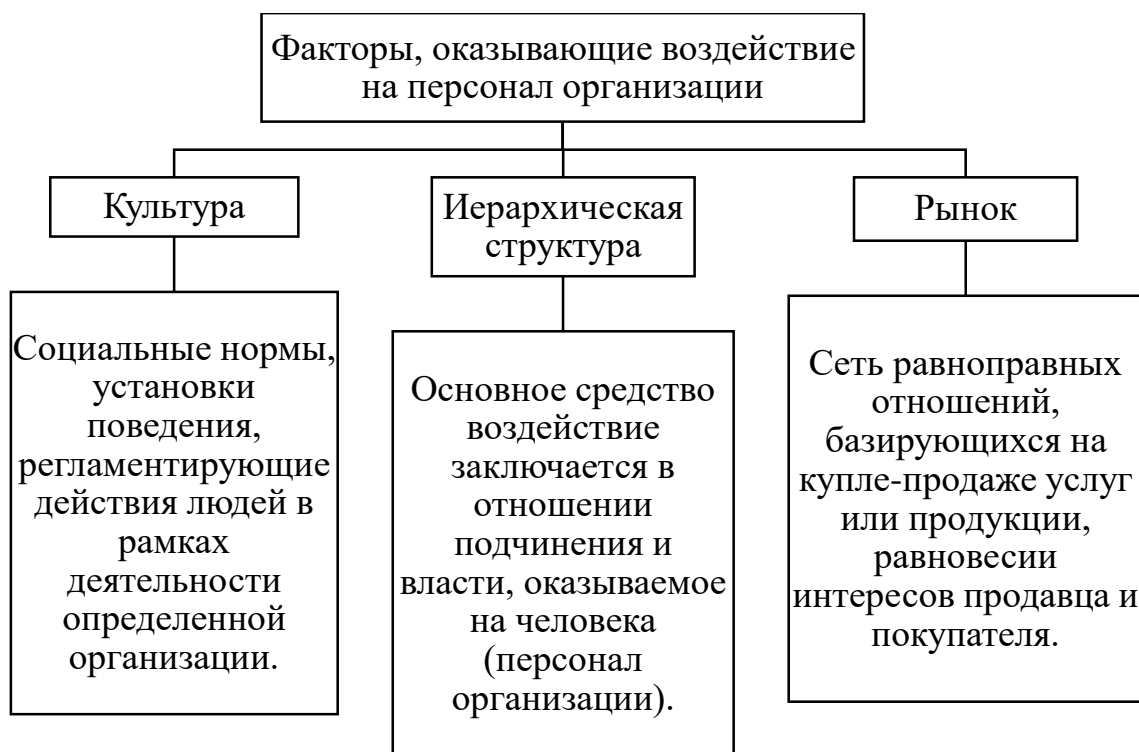 Факторы, оказывающие воздействие
на персонал организации
Культура
Иерархическая
структура
Рынок
Социальные нормы,
установки
поведения,
регламентирующие
действия людей в
рамках
деятельности
определенной
организации.
Основное средство
воздействие
заключается в
отношении
подчинения и
власти, оказываемое
на человека
(персонал
организации).
Сеть равноправных
отношений,
базирующихся на
купле-продаже услуг
или продукции,
равновесии
интересов продавца и
покупателя.